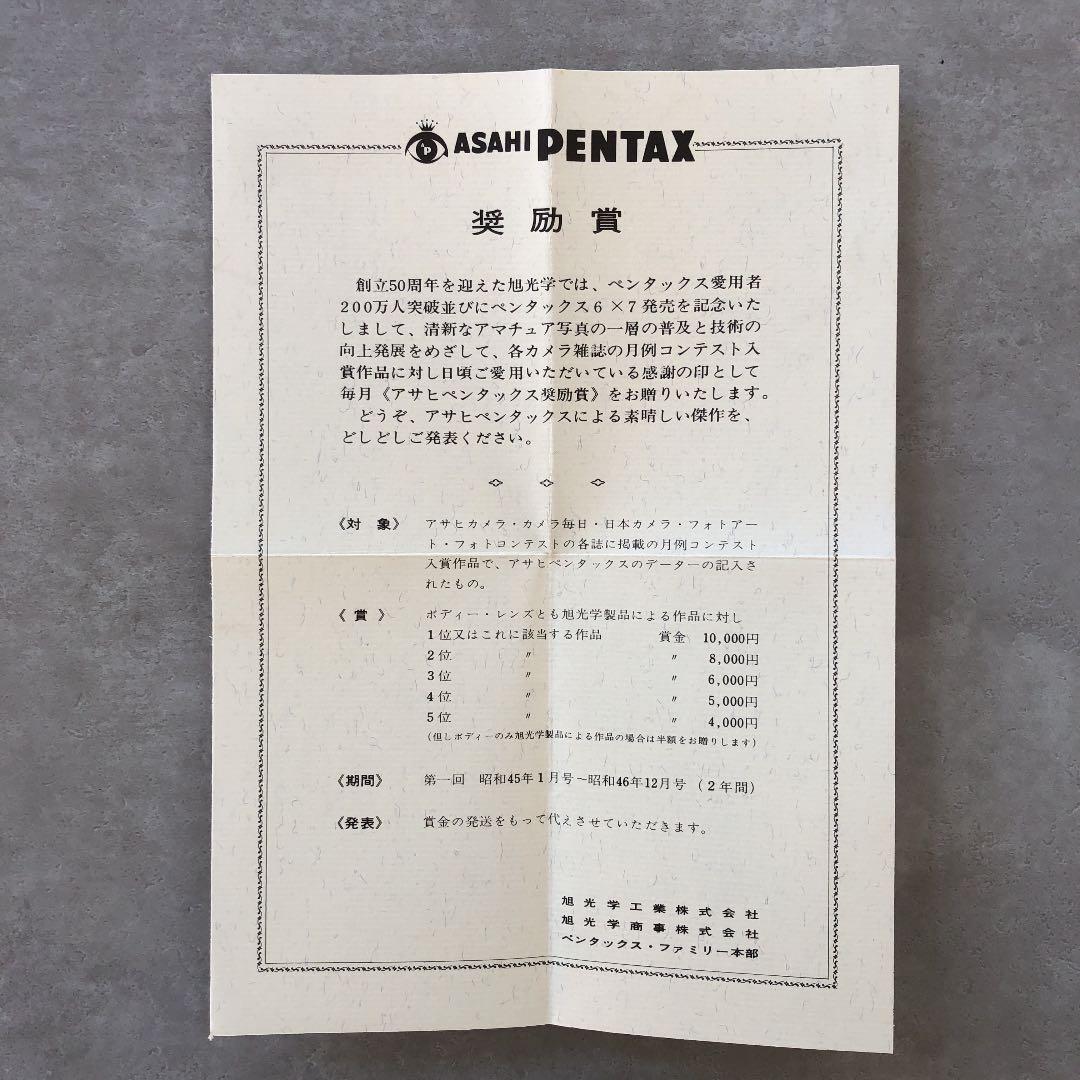 ASAHI PENTAX
奨励賞
創立50周年を迎えた旭光学では、ペンタックス愛用者
200万人突破並びにペンタックス6×7発売を記念いた
しまして、清新なアマチュア写真の一層の普及と技術の
向上発展をめざして、各カメラ雑誌の月例コンテスト入
賞作品に対し日頃ご愛用いただいている感謝の印として
毎月《アサヒペンタックス奨励賞》をお贈りいたします。
どうぞ、アサヒペンタックスによる素晴しい傑作を、
どしどしご発表ください。
《対 象》 アサヒカメラ・カメラ毎日・日本カメラ・フォトアー
ト・フォトコンテストの各誌に掲載の月例コンテスト
入賞作品で、アサヒペンタックスのデーターの記入さ
れたもの。
《 賞 》 ボディー・レンズとも旭光学製品による作品に対し
1位又はこれに該当する作品 賞金 10,000円
2位 〃 〃 8,000円
3位 〃 〃 6,000円
4位 〃 〃 5,000円
5位 〃 〃 4,000円
(但しボディーのみ旭光学製品による作品の場合は半額をお贈りします)
《期間》 第一回 昭和45年1月号〜昭和46年12月号 (2年間)
《発表》 賞金の発送をもって代えさせていただきます。
旭光学工業株式会社
旭光学商事株式会社
ペンタックス・ファミリー本部